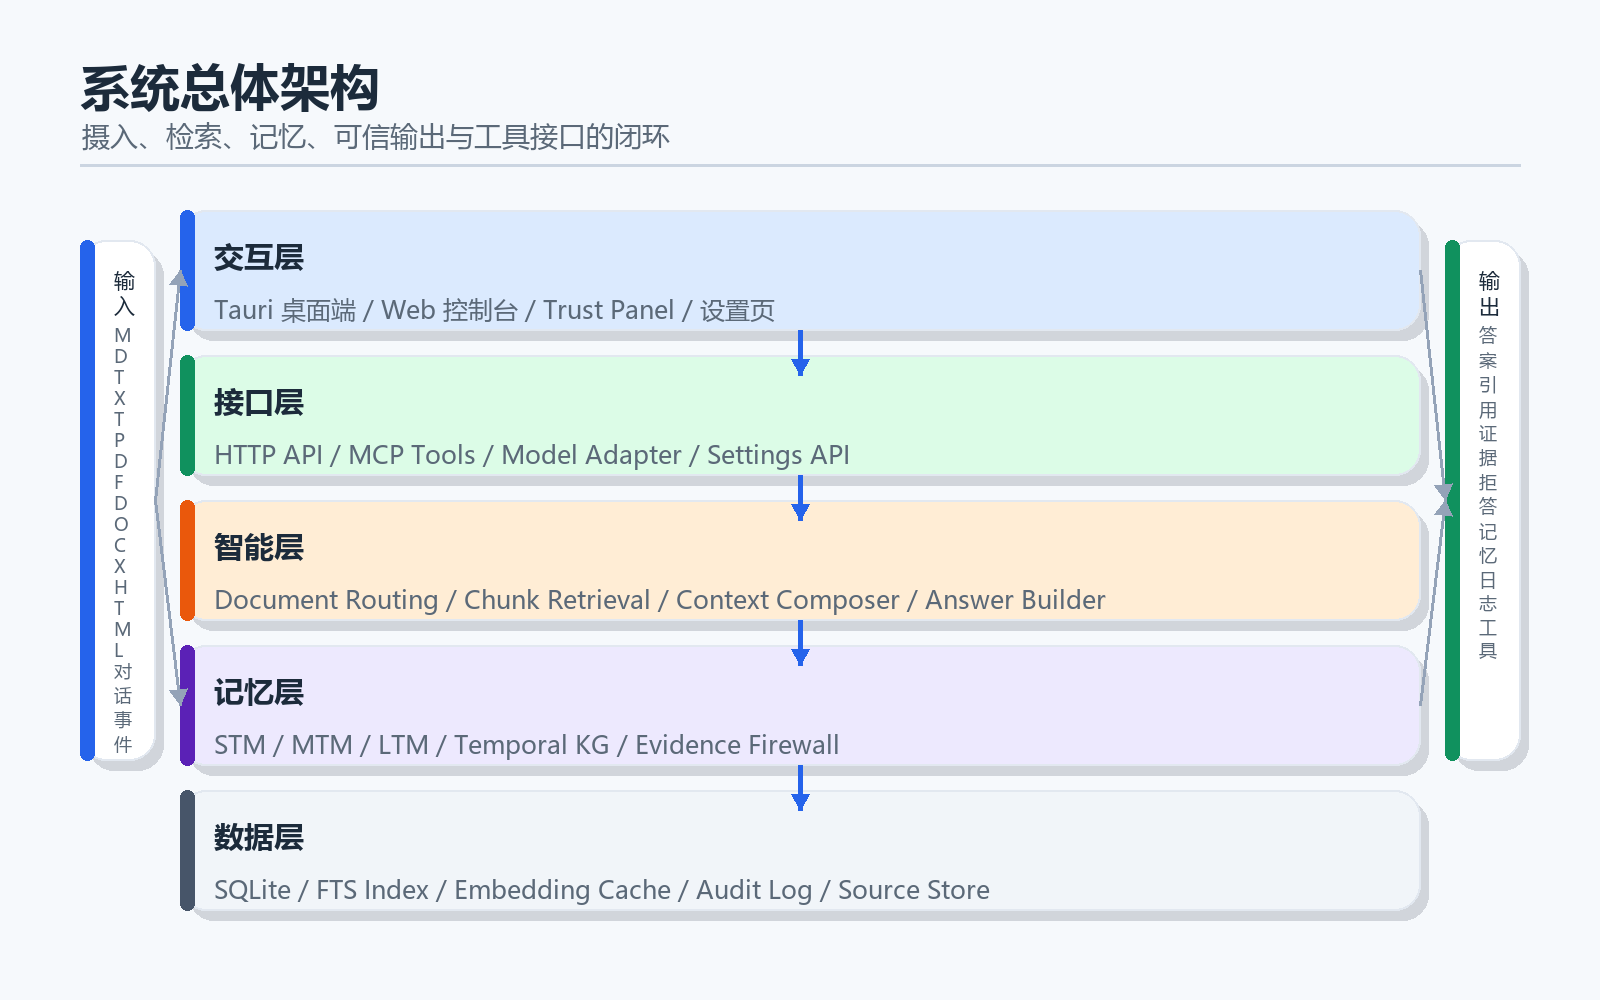 系统总体架构
摄入、检索、记忆、可信输出与工具接口的闭环
输入
MDTXTPDFDOCXHTML对话事件
交互层
Tauri 桌面端 / Web 控制台 / Trust Panel / 设置页
接口层
HTTP API / MCP Tools / Model Adapter / Settings API
智能层
Document Routing / Chunk Retrieval / Context Composer / Answer Builder
记忆层
STM / MTM / LTM / Temporal KG / Evidence Firewall
数据层
SQLite / FTS Index / Embedding Cache / Audit Log / Source Store
输出
答案引用证据拒答记忆日志工具